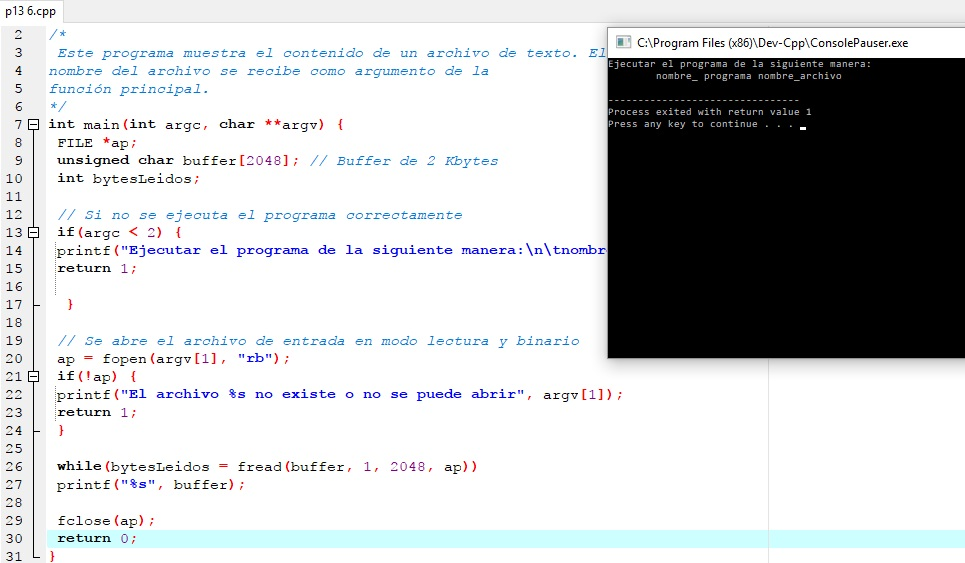 p13 6.cpp
2 /*
3 Este programa muestra el contenido de un archivo de texto. El
4 nombre del archivo se recibe como argumento de la
5 función principal.
6 */
7 int main(int argc, char **argv) {
8 FILE *ap;
9 unsigned char buffer[2048]; // Buffer de 2 Kbytes
10 int bytesLeidos;
11
12 // Si no se ejecuta el programa correctamente
13 if(argc < 2) {
14 printf("Ejecutar el programa de la siguiente manera:\n\tnombr
15 return 1;
16
17 }
18
19 // Se abre el archivo de entrada en modo lectura y binario
20 ap = fopen(argv[1], "rb");
21 if(!ap) {
22 printf("El archivo %s no existe o no se puede abrir", argv[1]);
23 return 1;
24 }
25
26 while(bytesLeidos = fread(buffer, 1, 2048, ap))
27 printf("%s", buffer);
28
29 fclose(ap);
30 return 0;
31 }
C:\Program Files (x86)\Dev-Cpp\ConsolePauser.exe
Ejecutar el programa de la siguiente manera:
nombre_ programa nombre_archivo
--------------------------------
Process exited with return value 1
Press any key to continue . . .